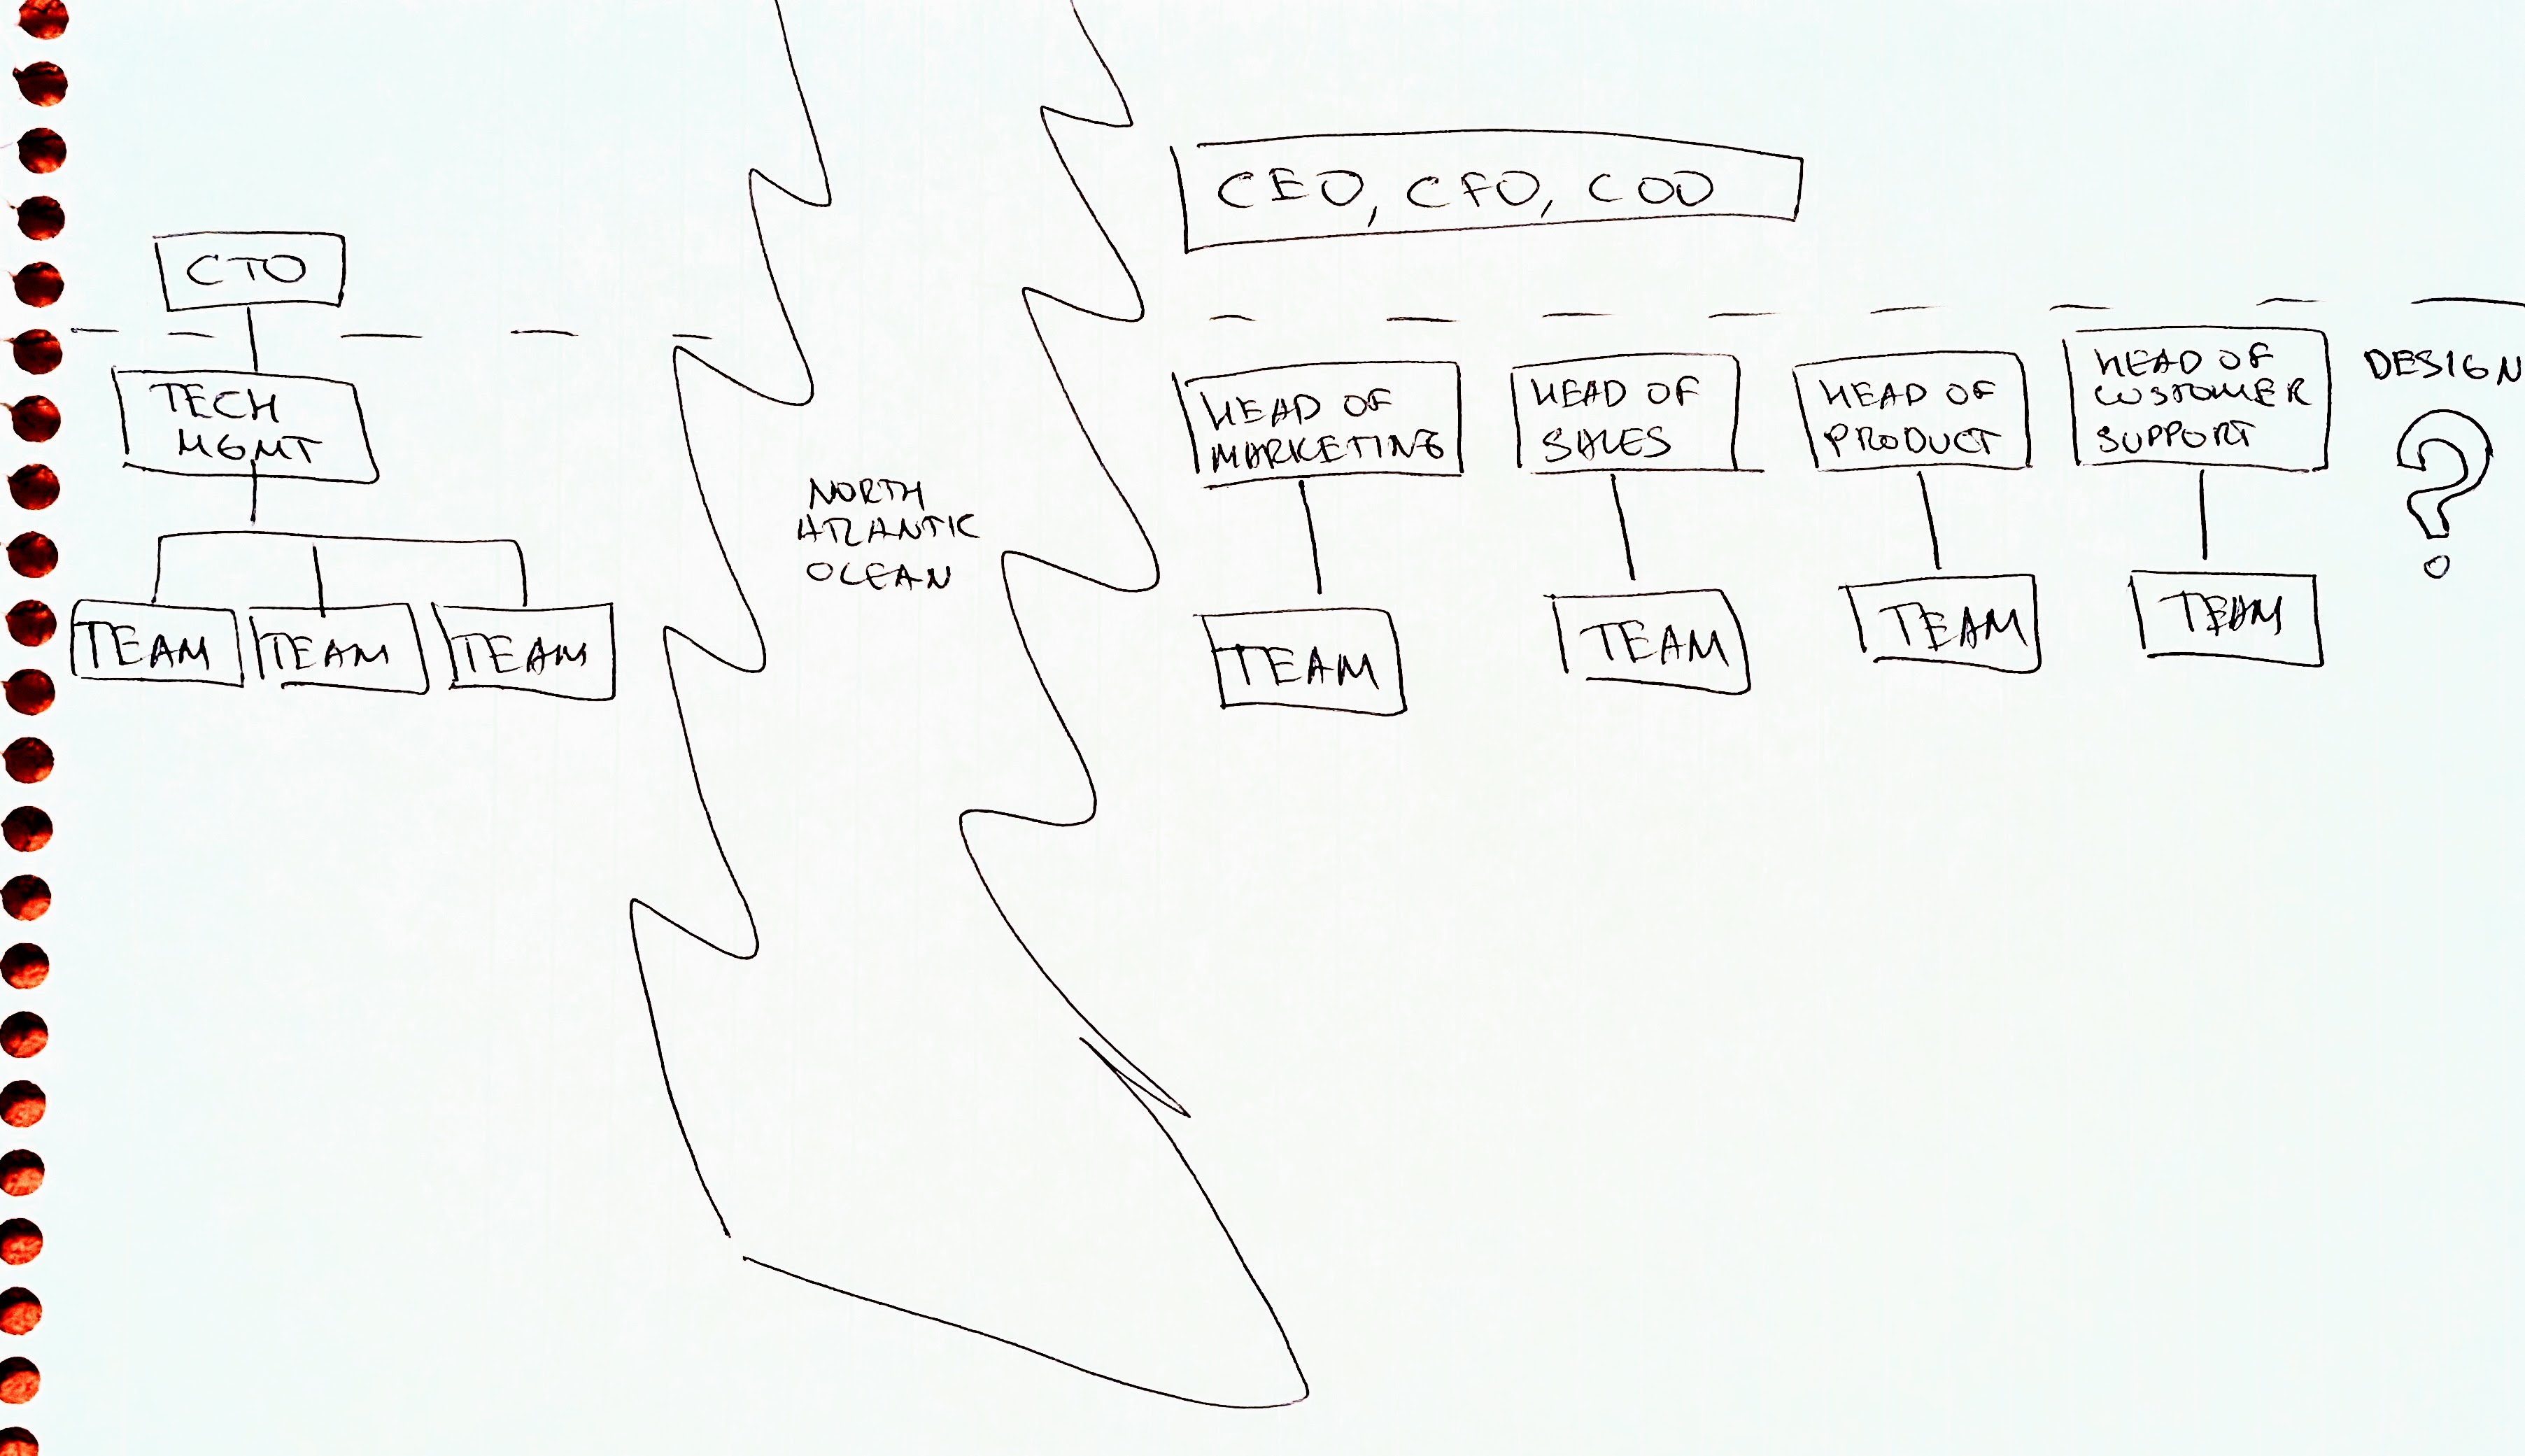 CEO, CFO, COO
CTO
TECH
MGMT
TEAM
TEAM
TEAM
NORTH
ATLANTIC
OCEAN
HEAD OF
MARKETING
HEAD OF
SALES
HEAD OF
PRODUCT
HEAD OF
CUSTOMER
SUPPORT
DESIGN
?
TEAM
TEAM
TEAM
TEAM